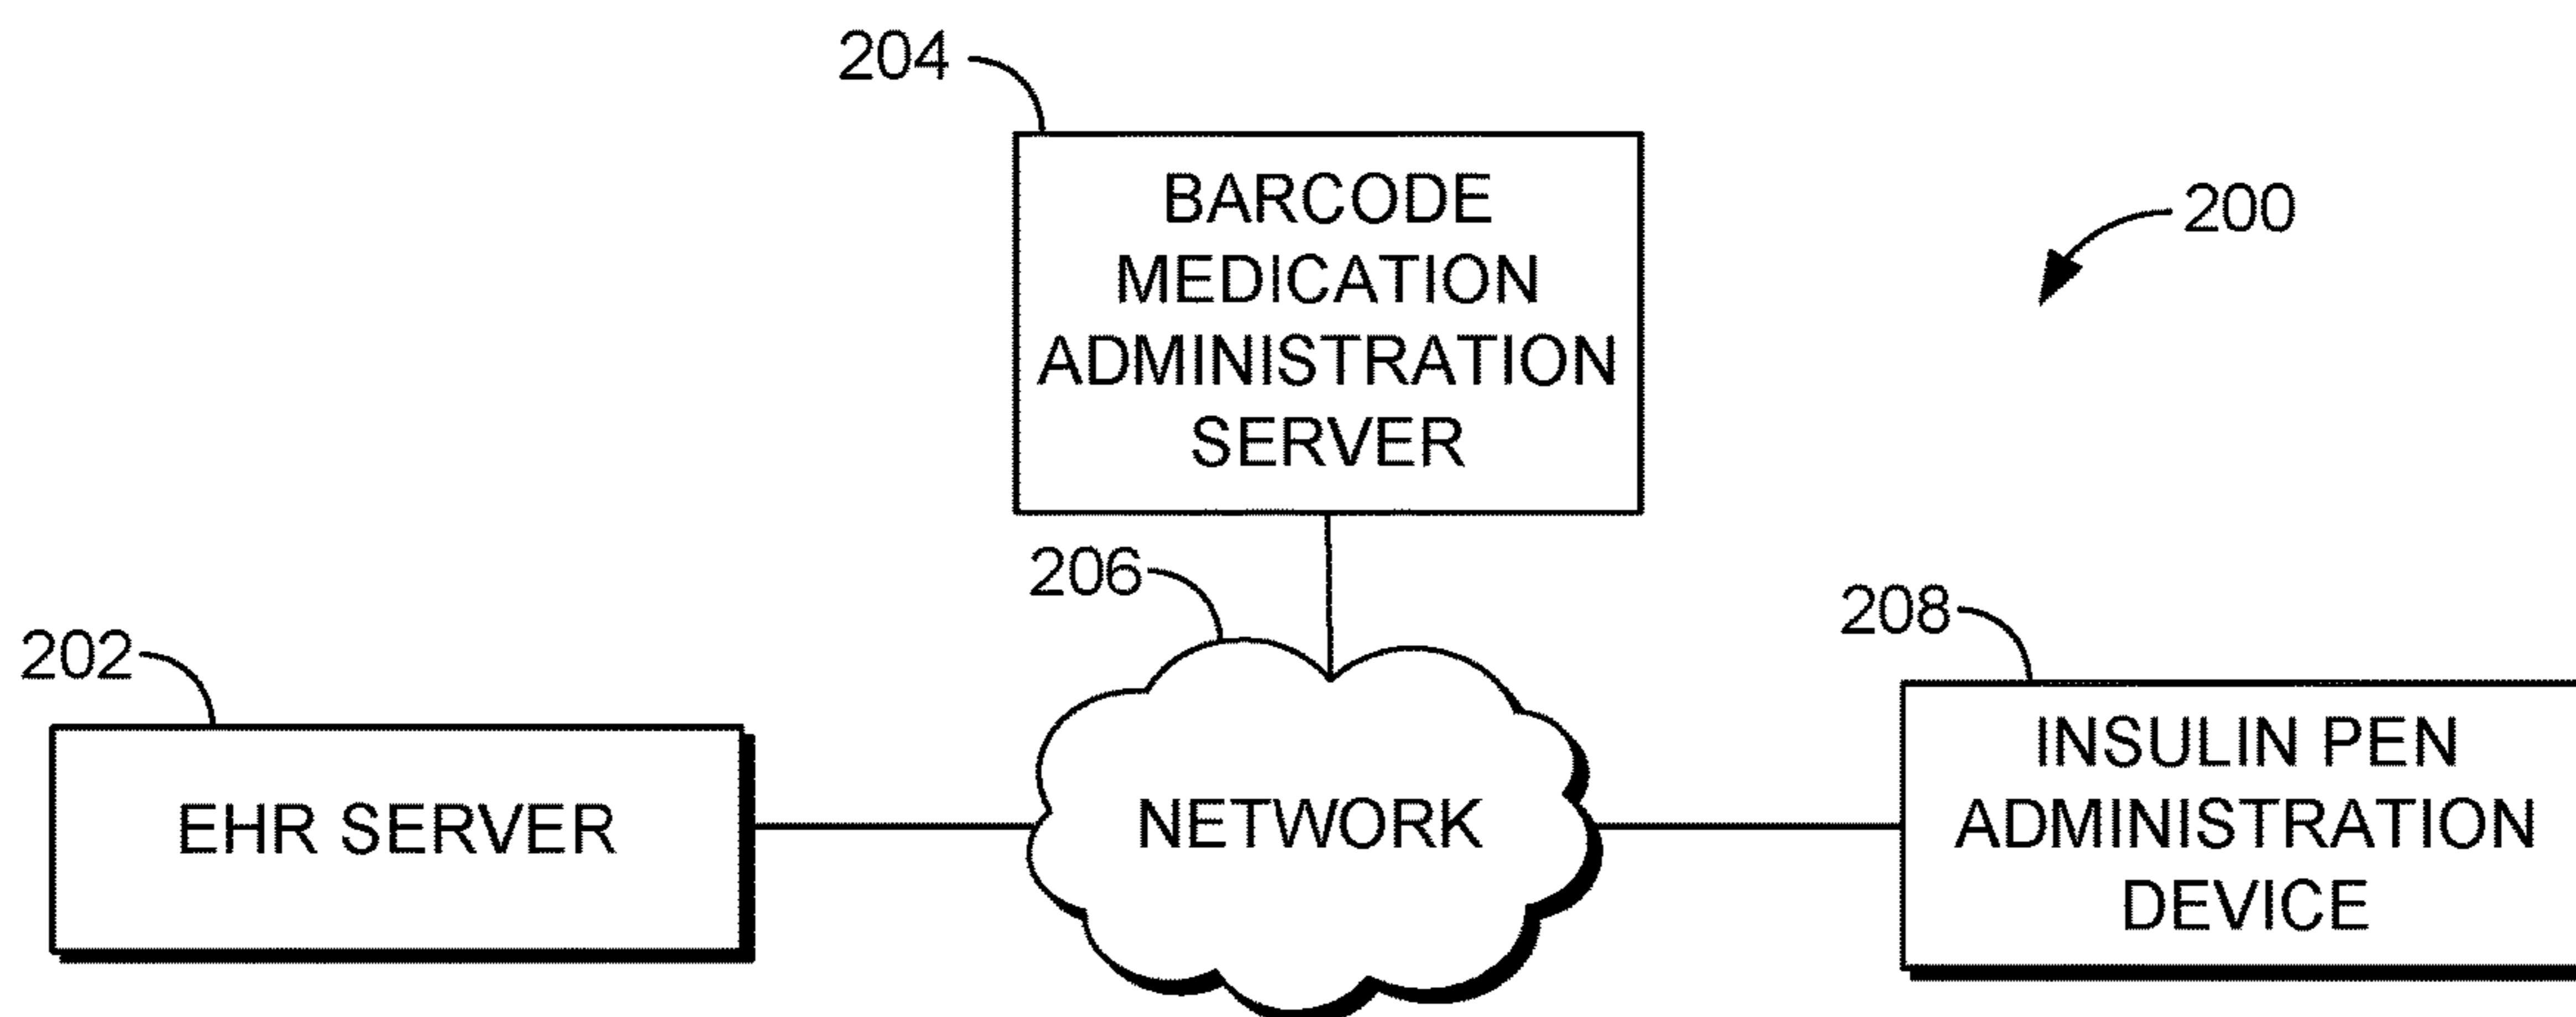 204
BARCODE
MEDICATION
ADMINISTRATION
SERVER
200
206
208
202
EHR SERVER
NETWORK
INSULIN PEN
ADMINISTRATION
DEVICE